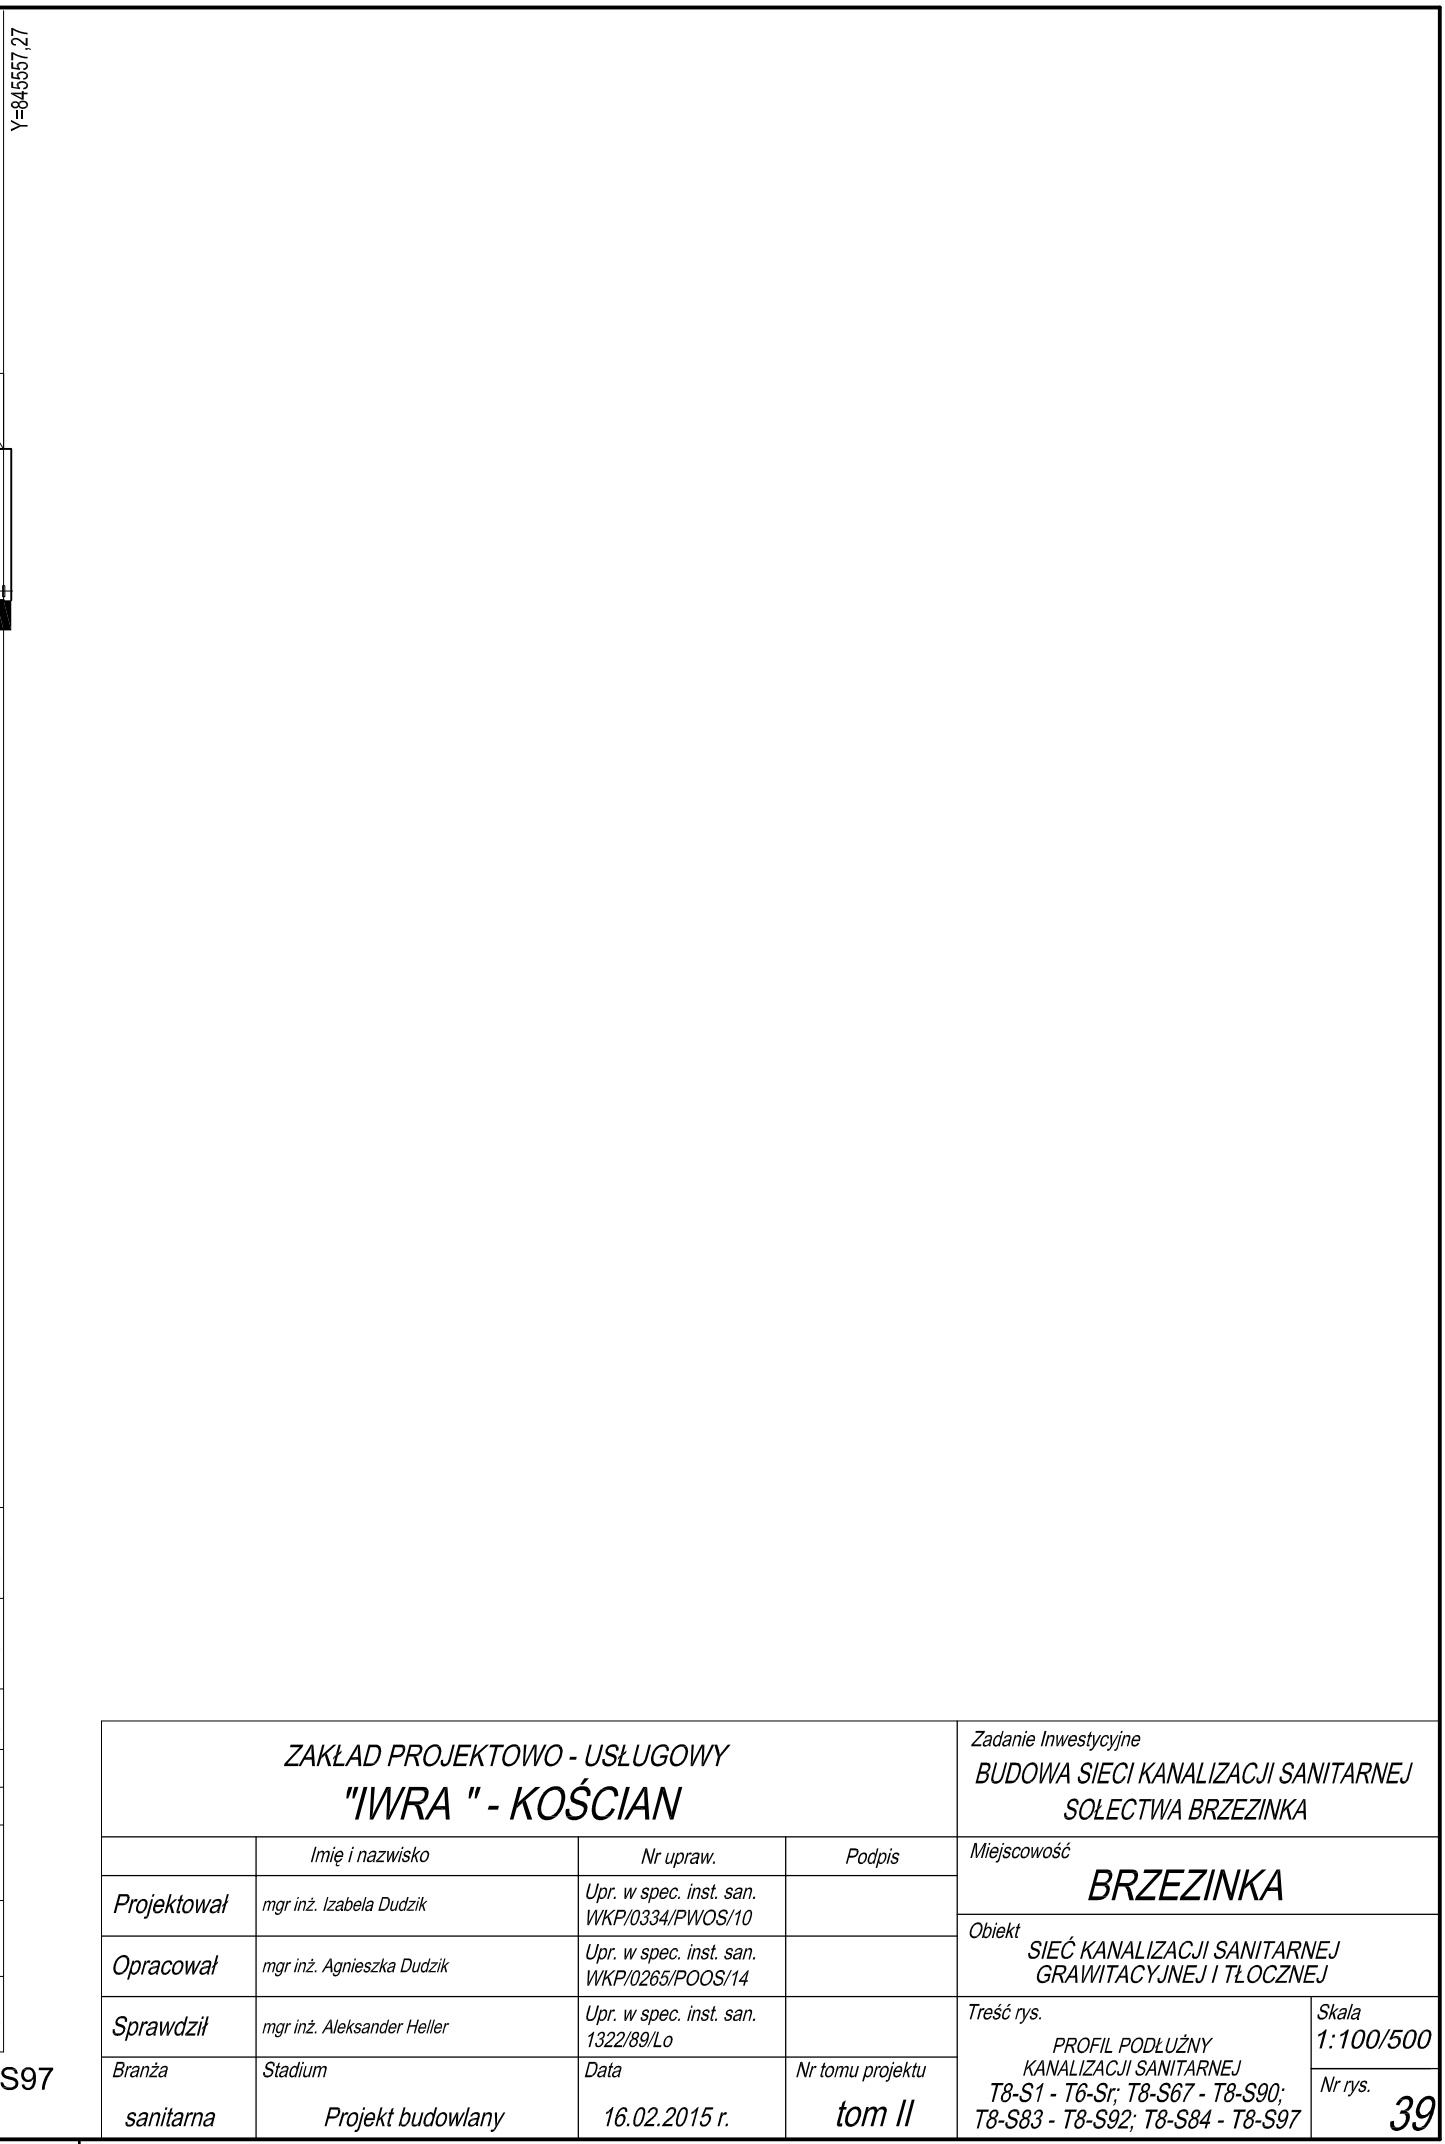 Y=845557,27
ZAKŁAD PROJEKTOWO - USŁUGOWY
"IWRA " - KOŚCIAN
Zadanie Inwestycyjne
BUDOWA SIECI KANALIZACJI SANITARNEJ
SOŁECTWA BRZEZINKA
Imię i nazwisko
Nr upraw.
Podpis
Miejscowość
BRZEZINKA
Projektował
mgr inż. Izabela Dudzik
Upr. w spec. inst. san.
WKP/0334/PWOS/10
Obiekt
SIEĆ KANALIZACJI SANITARNEJ
GRAWITACYJNEJ I TŁOCZNEJ
Opracował
mgr inż. Agnieszka Dudzik
Upr. w spec. inst. san.
WKP/0265/POOS/14
Sprawdził
mgr inż. Aleksander Heller
Upr. w spec. inst. san.
1322/89/Lo
Treść rys.
PROFIL PODŁUŻNY
KANALIZACJI SANITARNEJ
T8-S1 - T6-Sr; T8-S67 - T8-S90;
T8-S83 - T8-S92; T8-S84 - T8-S97
Skala
1:100/500
Nr rys.
39
S97
Branża
sanitarna
Stadium
Projekt budowlany
Data
16.02.2015 r.
Nr tomu projektu
tom II